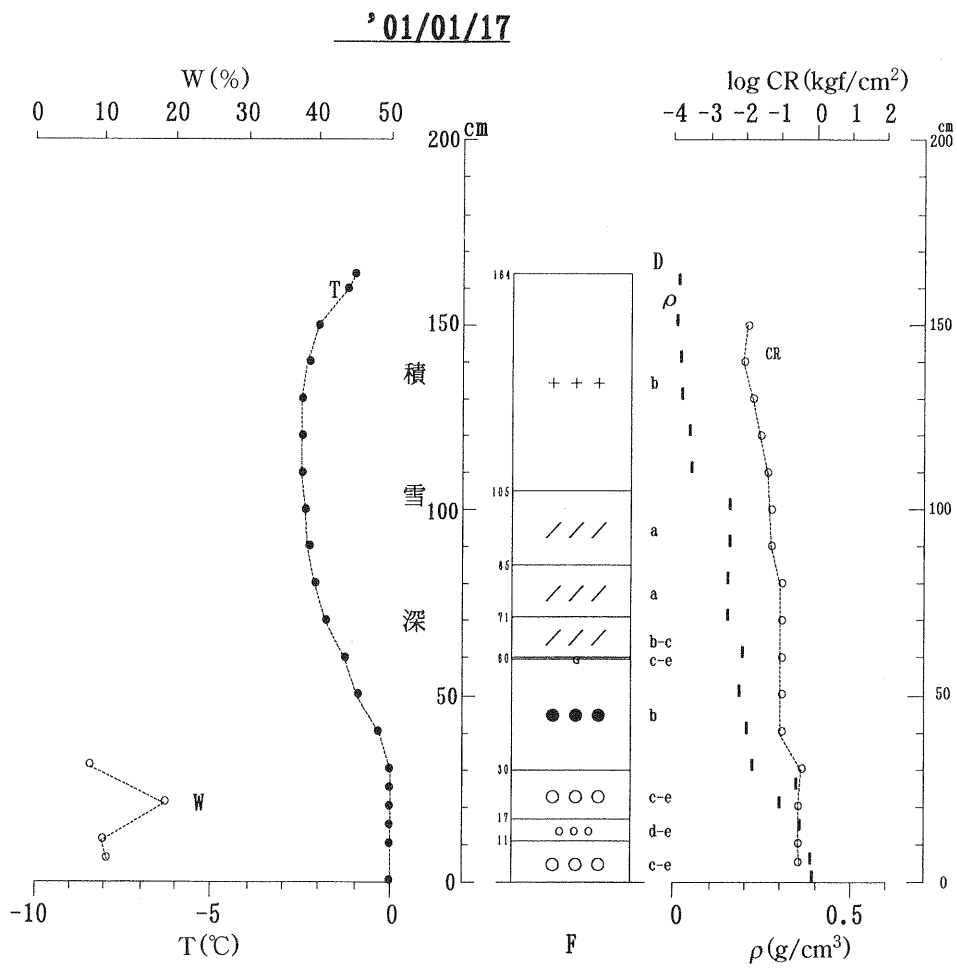 '01/01/17
W (%)
0 10 20 30 40 50
log CR (kgf/cm²)
-4 -3 -2 -1 0 1 2
cm
200
150
100
50
0
cm
200
150
100
50
0
T
W
積
雪
深
164
105
85
71
60
30
17
11
+ + +
D
b
a
a
b-c
c-e
b
c-e
d-e
c-e
ρ
CR
-10 -5 0
T (℃)
F
0 0.5
ρ (g/cm³)